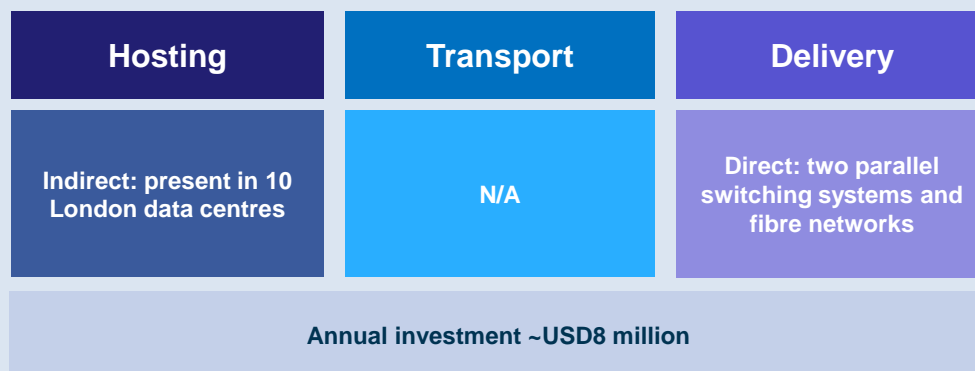 Hosting
Transport
Delivery
Indirect: present in 10
London data centres
N/A
Direct: two parallel
switching systems and
fibre networks
Annual investment ~USD8 million